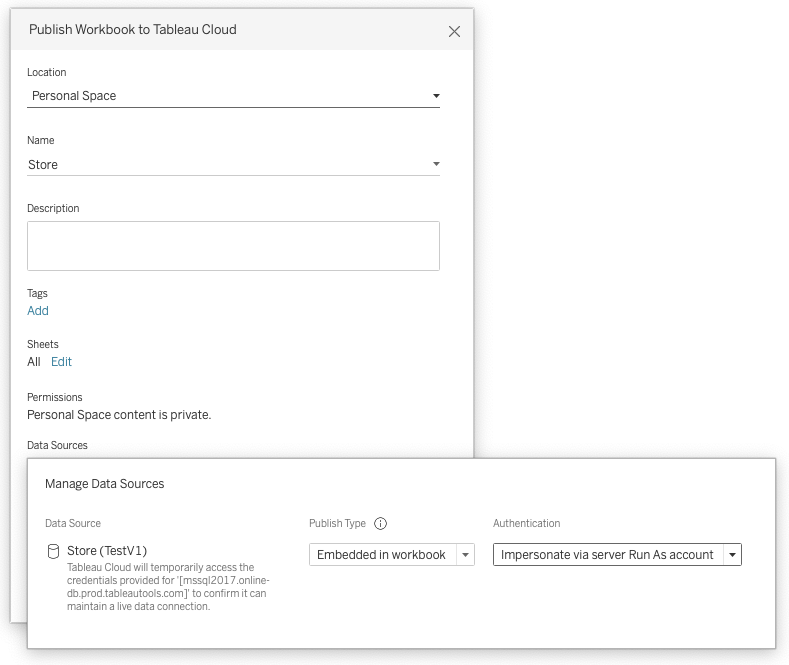 Publish Workbook to Tableau Cloud
Location
Personal Space
Name
Store
Description
Tags
Add
Sheets
All Edit
Permissions
Personal Space content is private.
Data Sources
Manage Data Sources
Data Source Publish Type Authentication
Store (TestV1) Embedded in workbook Impersonate via server Run As account
Tableau Cloud will temporarily access the
credentials provided for '[mssql2017.online-
db.prod.tableautools.com]' to confirm it can
maintain a live data connection.